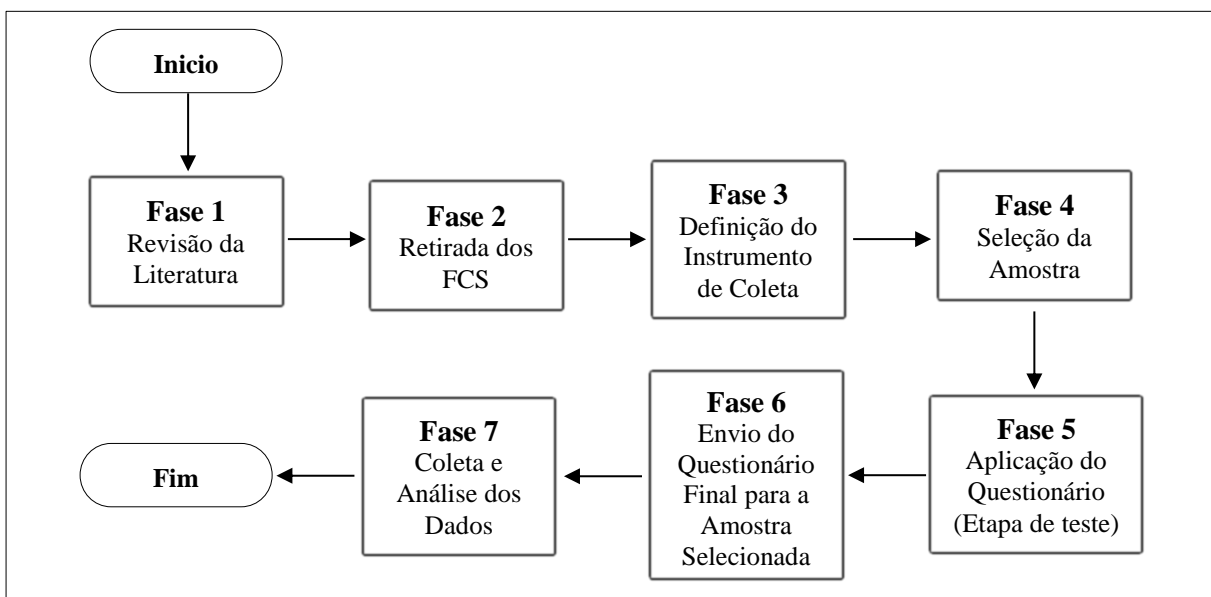 Inicio
Fase 1
Revisão da
Literatura
Fase 2
Retirada dos
FCS
Fase 3
Definição do
Instrumento
de Coleta
Fase 4
Seleção da
Amostra
Fase 5
Aplicação do
Questionário
(Etapa de teste)
Fase 6
Envio do
Questionário
Final para a
Amostra
Selecionada
Fase 7
Coleta e
Análise dos
Dados
Fim